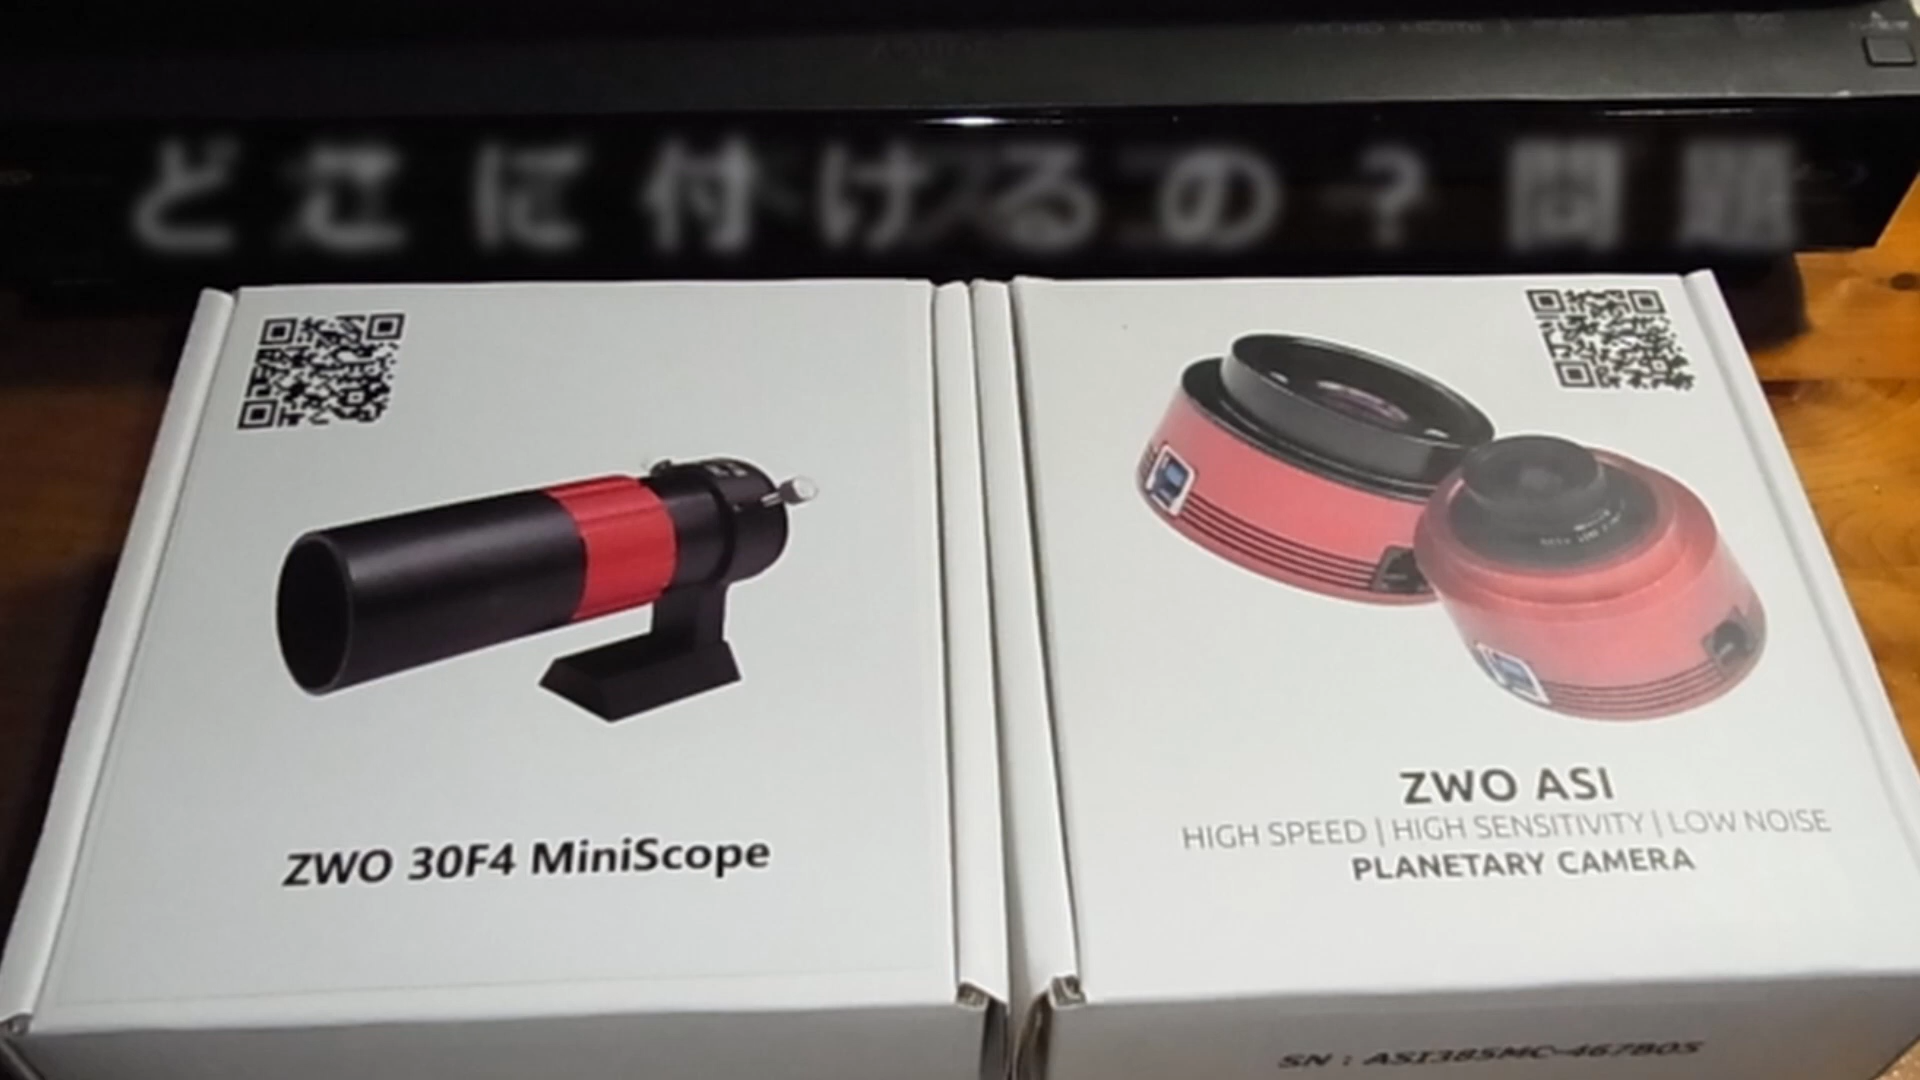 どこに付けるの？問題
ZWO 30F4 MiniScope
ZWO ASI
HIGH SPEED | HIGH SENSITIVITY | LOW NOISE
PLANETARY CAMERA
SN : ASI385MC-467B05